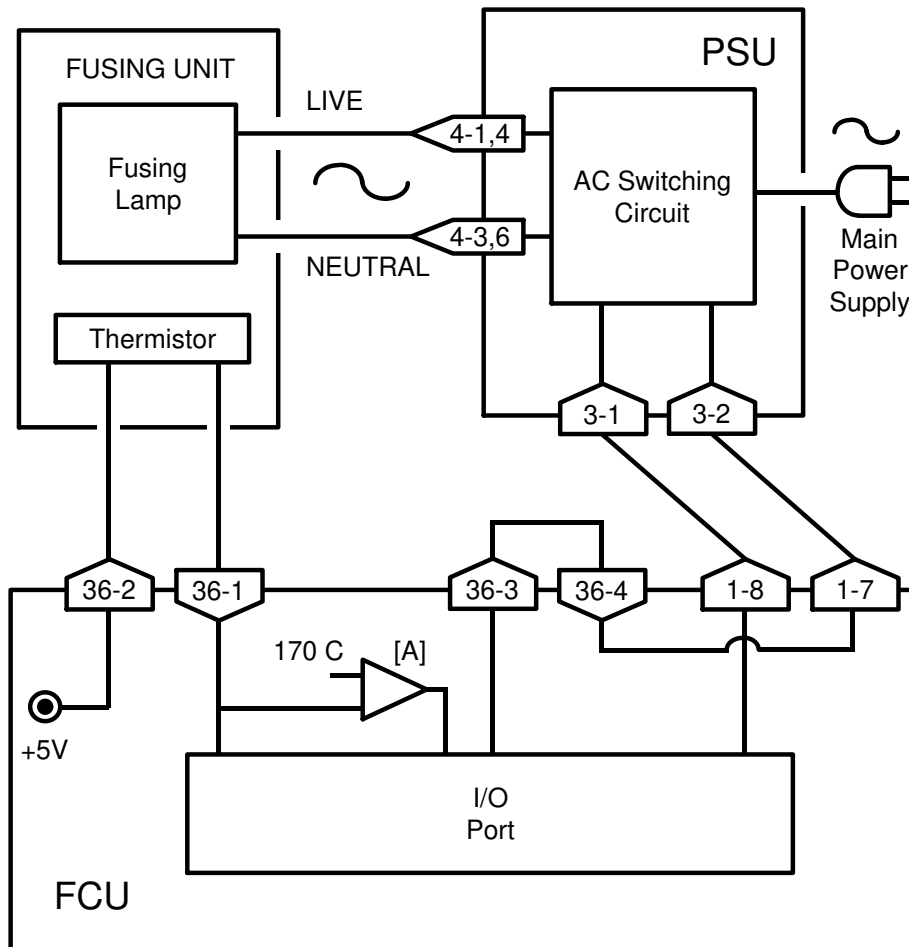 FUSING UNIT
PSU
LIVE
4-1,4
Fusing
Lamp
AC Switching
Circuit
4-3,6
NEUTRAL
Main
Power
Supply
Thermistor
3-1
3-2
36-2
36-1
36-3
36-4
1-8
1-7
170 C
[A]
+5V
I/O
Port
FCU